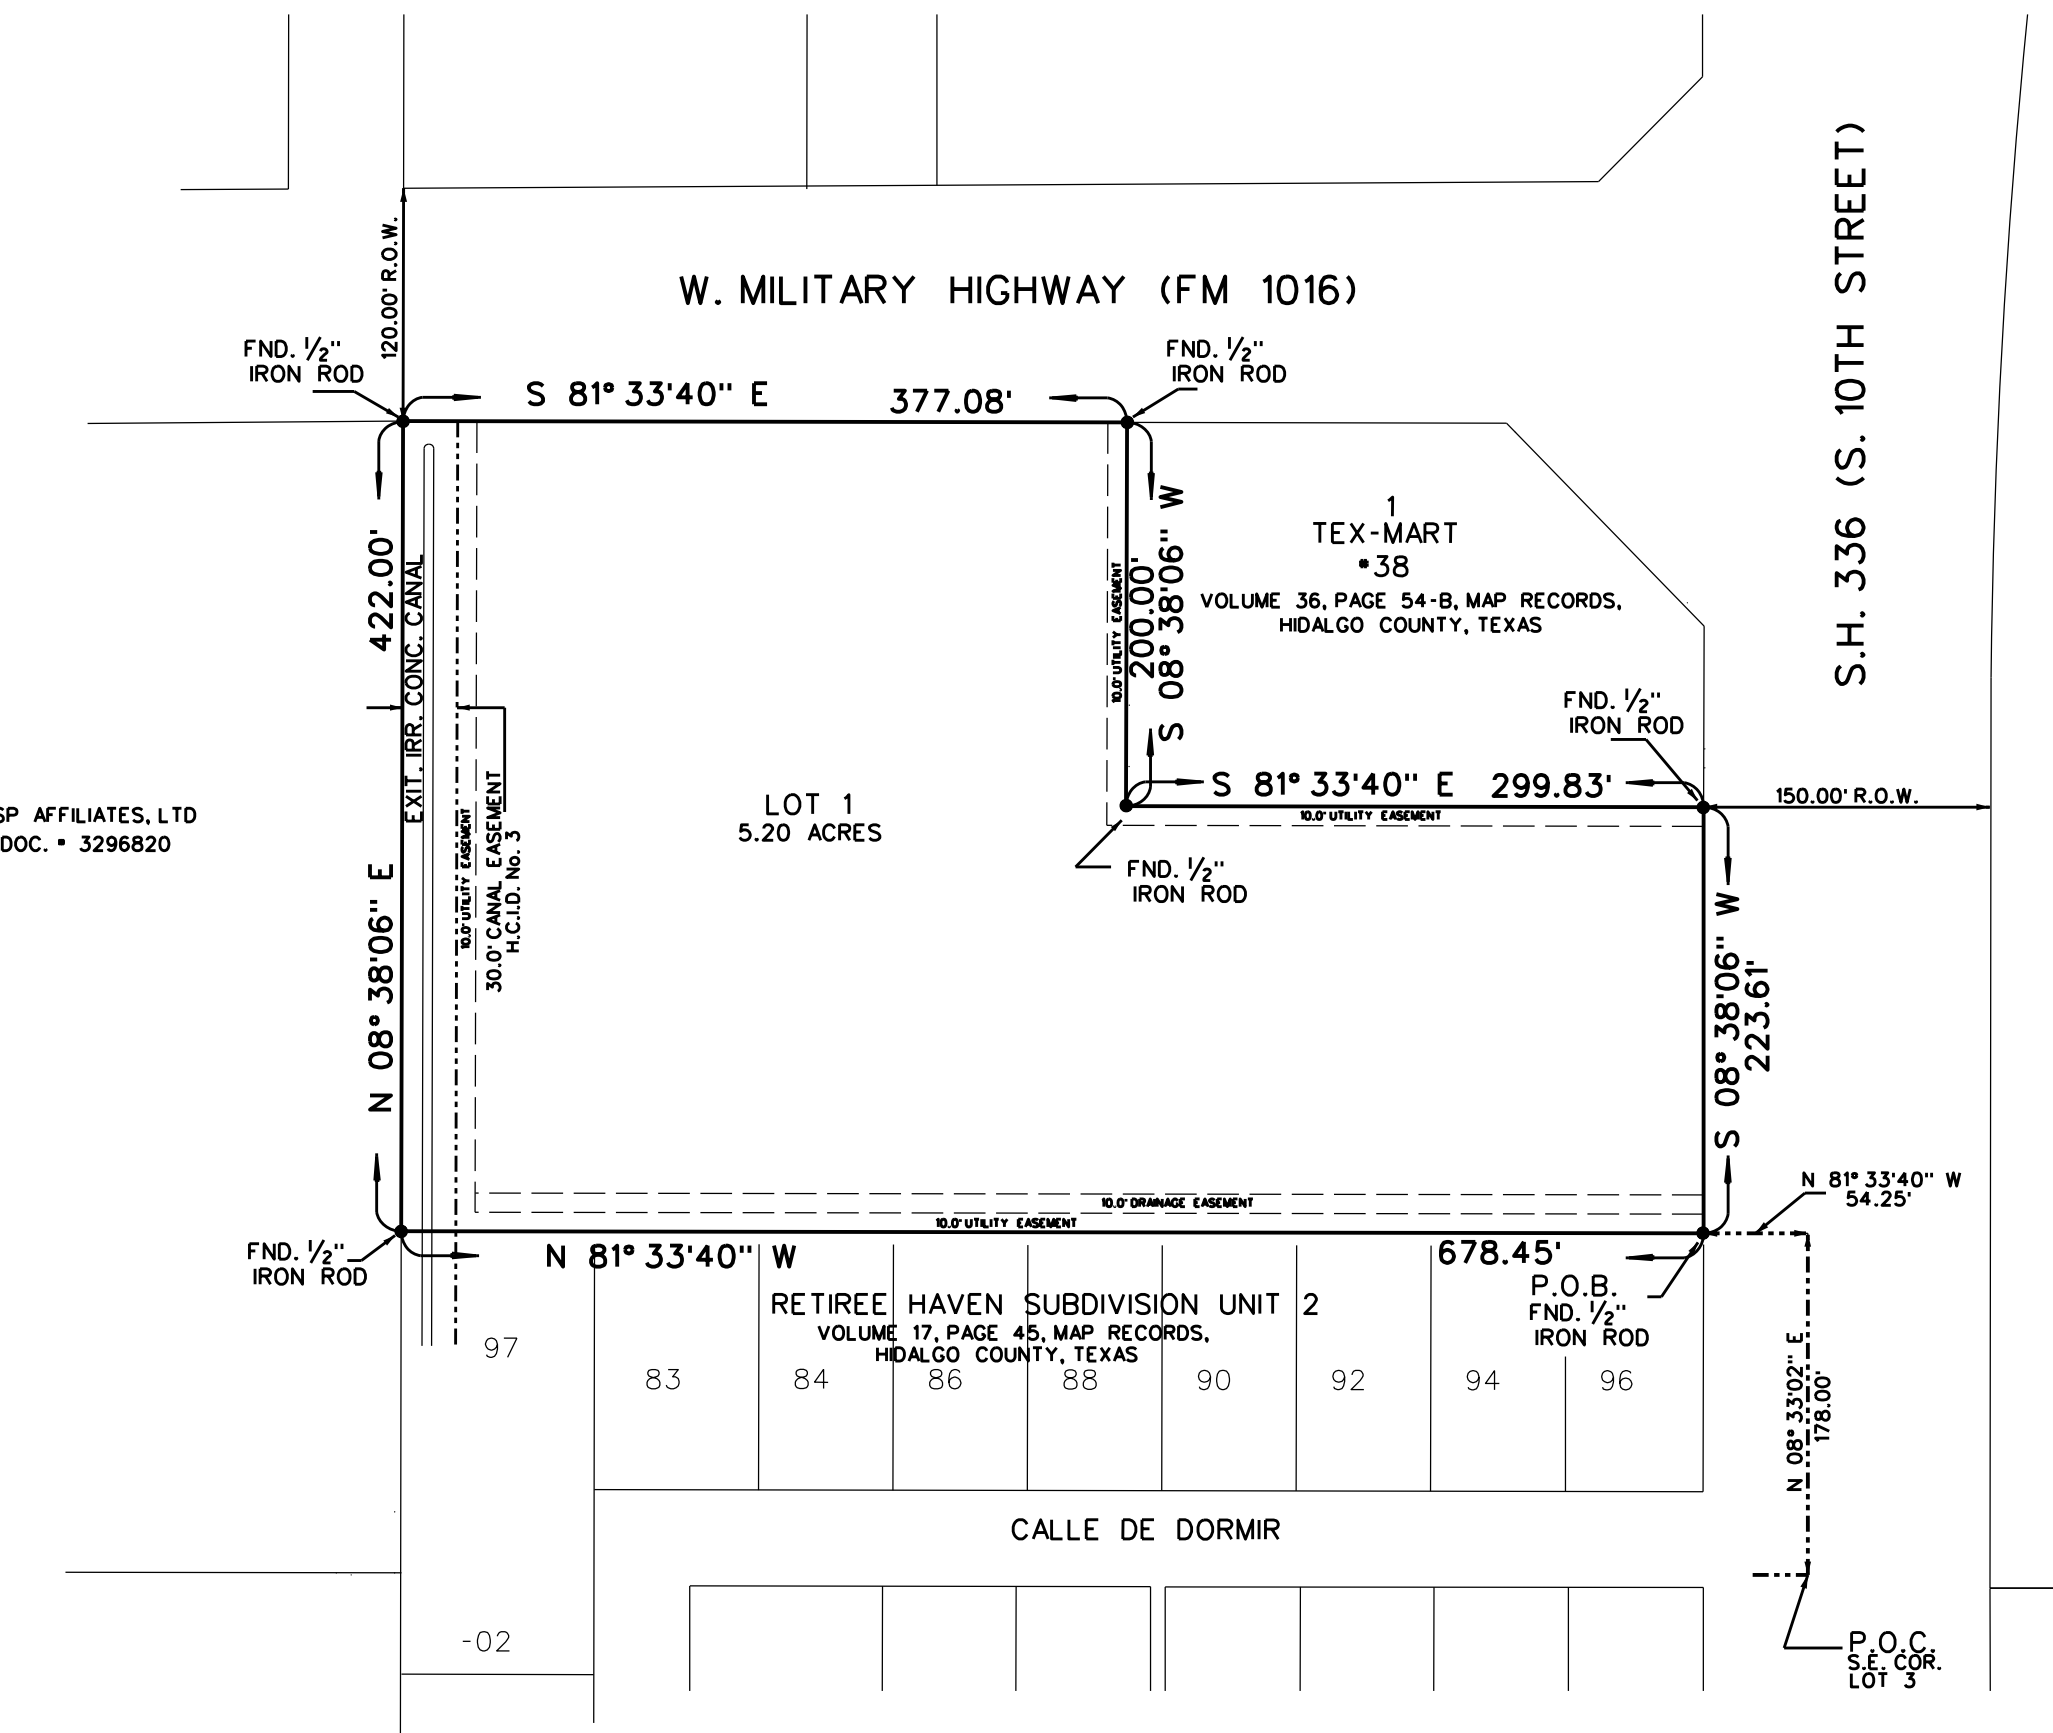 W. MILITARY HIGHWAY (FM 1016)
S.H. 336 (S. 10TH STREET)
120.00' R.O.W.
FND. 1/2"
IRON ROD
FND. 1/2"
IRON ROD
S 81° 33'40" E 377.08'
422.00'
N 08° 38'06" E
EXIT. IRR. CONC. CANAL
10.0' UTILITY EASEMENT
30.0' CANAL EASEMENT
H.C.I.D. No. 3
10.0' UTILITY EASEMENT
200.00'
S 08° 38'06" W
1
TEX-MART
#38
VOLUME 36, PAGE 54-B, MAP RECORDS,
HIDALGO COUNTY, TEXAS
FND. 1/2"
IRON ROD
S 81° 33'40" E 299.83'
10.0' UTILITY EASEMENT
150.00' R.O.W.
LOT 1
5.20 ACRES
SP AFFILIATES, LTD
DOC. # 3296820
FND. 1/2"
IRON ROD
S 08° 38'06" W
223.61'
N 81° 33'40" W
54.25'
10.0' DRAINAGE EASEMENT
10.0' UTILITY EASEMENT
FND. 1/2"
IRON ROD
N 81° 33'40" W 678.45'
P.O.B.
FND. 1/2"
IRON ROD
RETIREE HAVEN SUBDIVISION UNIT 2
VOLUME 17, PAGE 45, MAP RECORDS,
HIDALGO COUNTY, TEXAS
97
83 84 86 88 90 92 94 96
N 08° 33'02" E
178.00'
CALLE DE DORMIR
-02
P.O.C.
S.E. COR.
LOT 3